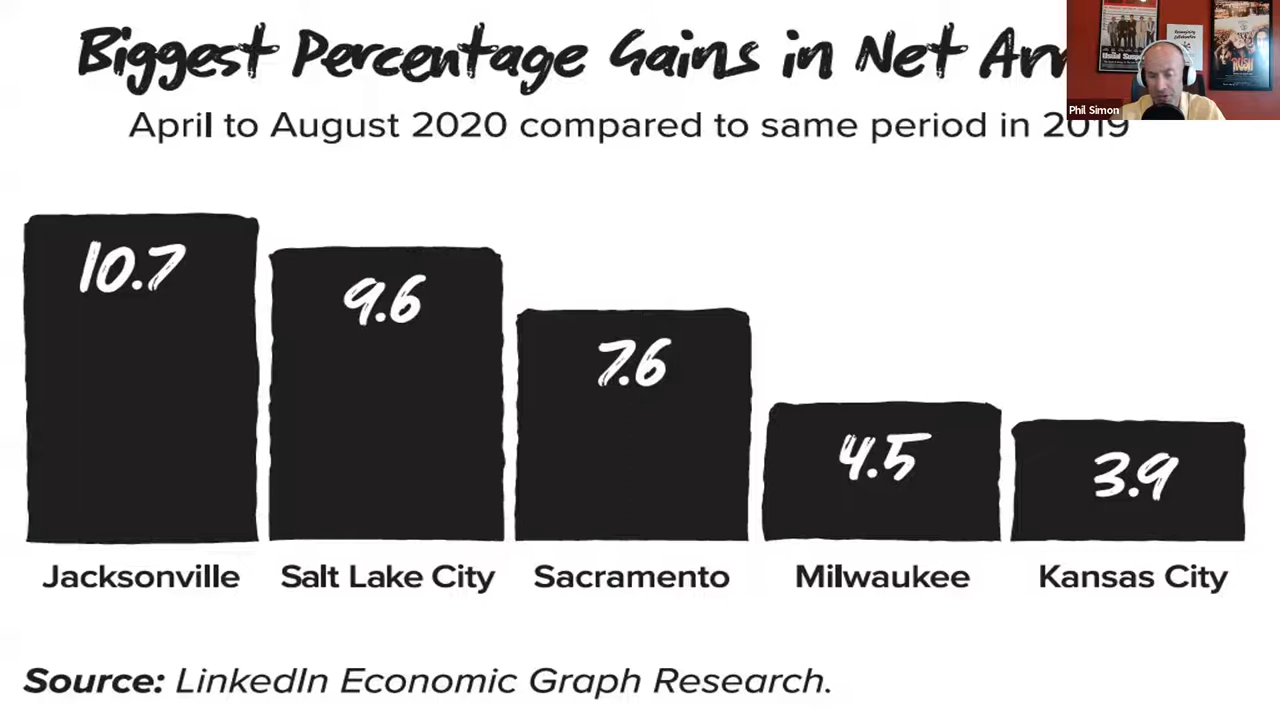 Biggest Percentage Gains in Net
April to August 2020 compared to same period in 2019
Phil Simon
RUSH
10.7
9.6
7.6
4.5
3.9
Jacksonville
Salt Lake City
Sacramento
Milwaukee
Kansas City
Source: LinkedIn Economic Graph Research.